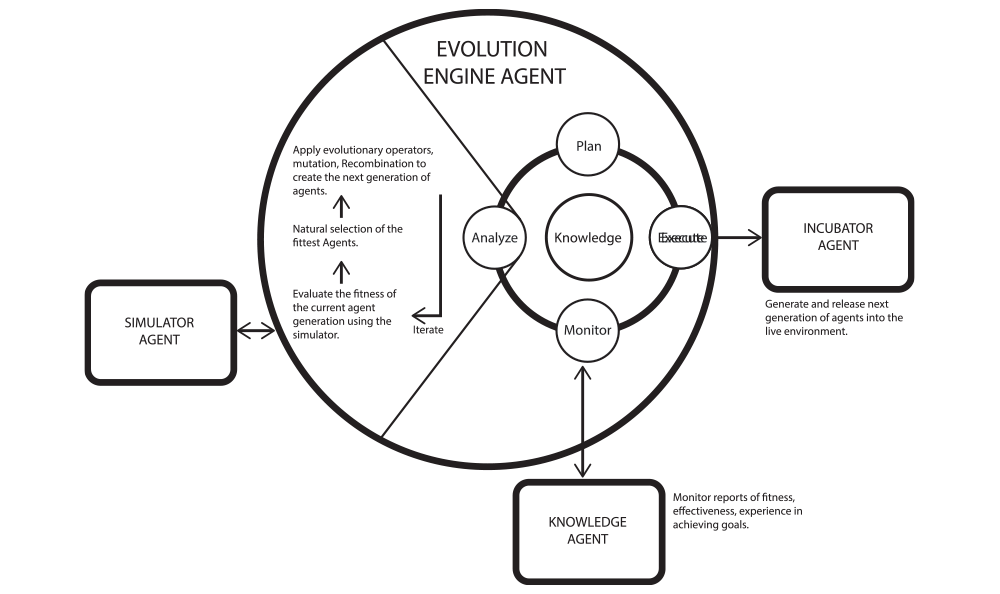 EVOLUTION
ENGINE AGENT
Plan
Apply evolutionary operators,
mutation, Recombination to
create the next generation of
agents.
Natural selection of the
fittest Agents.
Evaluate the fitness of
the current agent
generation using the
simulator.
Iterate
Analyze
Knowledge
Execute
Monitor
INCUBATOR
AGENT
Generate and release next
generation of agents into the
live environment.
SIMULATOR
AGENT
KNOWLEDGE
AGENT
Monitor reports of fitness,
effectiveness, experience in
achieving goals.